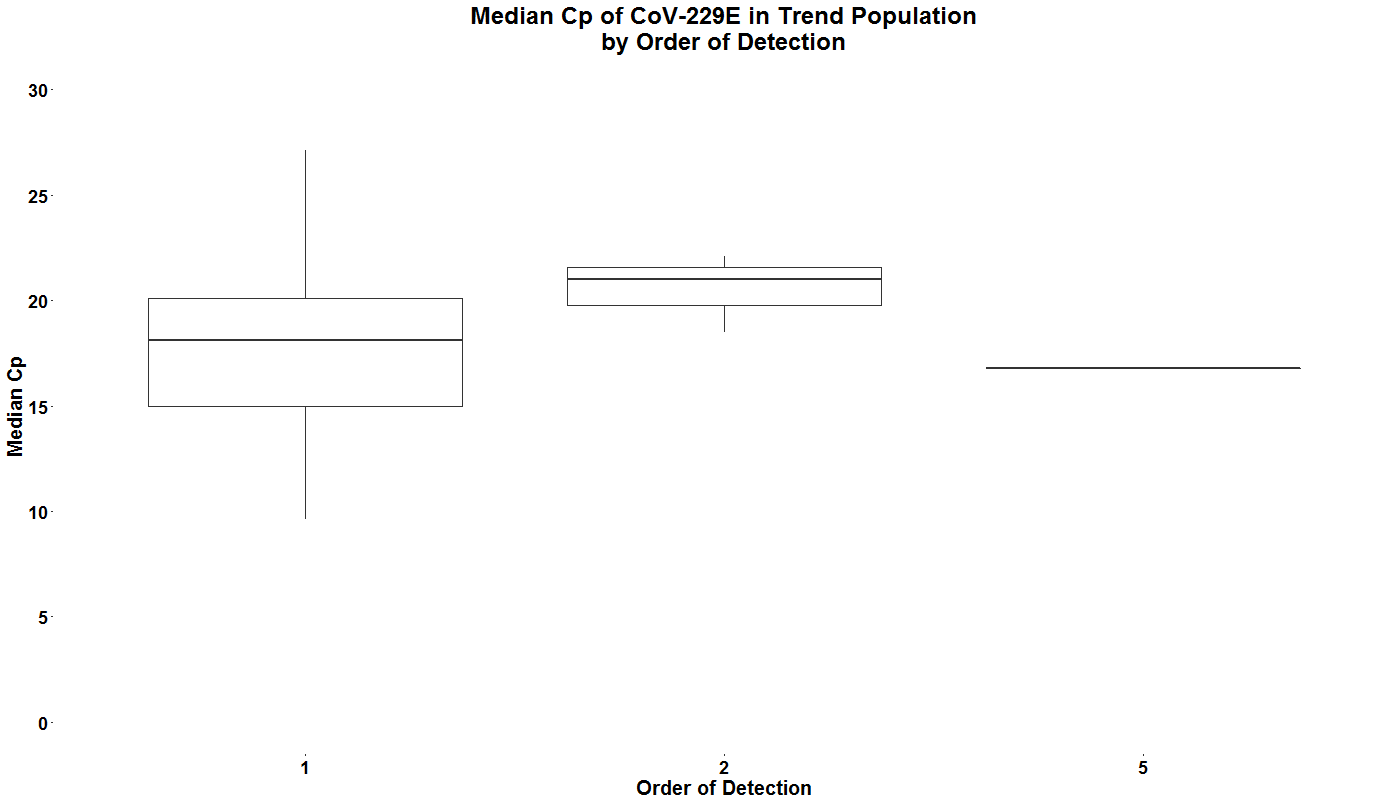 Median Cp of CoV-229E in Trend Population
by Order of Detection
Median Cp
30
25
20
15
10
5
0
1
2
5
Order of Detection